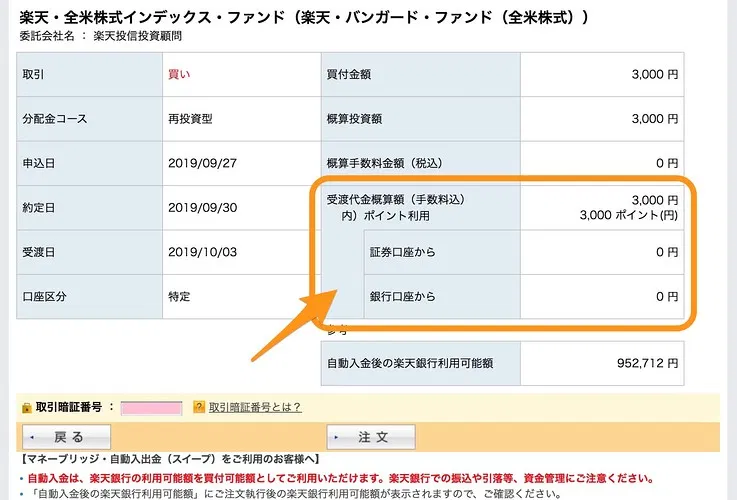 楽天・全米株式インデックス・ファンド（楽天・バンガード・ファンド（全米株式））
委託会社名 ： 楽天投信投資顧問
取引 買い 買付金額 3,000 円
分配金コース 再投資型 概算投資額 3,000 円
申込日 2019/09/27 概算手数料金額（税込） 0 円
約定日 2019/09/30 受渡代金概算額（手数料込） 3,000 円
内）ポイント利用 3,000 ポイント(円)
受渡日 2019/10/03 証券口座から 0 円
口座区分 特定 銀行口座から 0 円
参考
自動入金後の楽天銀行利用可能額 952,712 円
取引暗証番号 ： ? 取引暗証番号とは？
戻 る 注 文
【マネーブリッジ・自動入出金（スイープ）をご利用のお客様へ】
・自動入金は、楽天銀行の利用可能額を買付可能額としてご利用いただけます。楽天銀行での振込や引落等、資金管理にご注意ください。
・「自動入金後の楽天銀行利用可能額」にご注文執行後の楽天銀行利用可能額が表示されますので、ご確認ください。